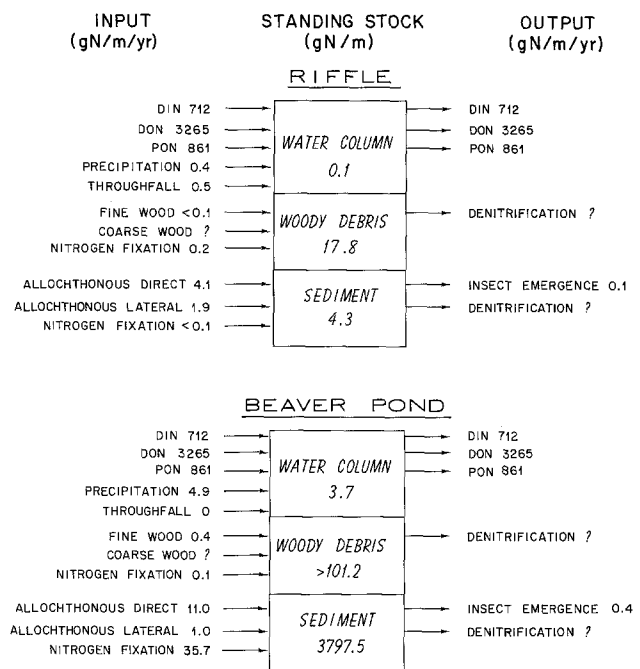 INPUT STANDING STOCK OUTPUT
(gN/m/yr) (gN/m) (gN/m/yr)
RIFFLE
DIN 712 DIN 712
DON 3265 DON 3265
PON 861 WATER COLUMN PON 861
PRECIPITATION 0.4 0.1
THROUGHFALL 0.5
FINE WOOD <0.1 WOODY DEBRIS DENITRIFICATION ?
COARSE WOOD ?
NITROGEN FIXATION 0.2 17.8
ALLOCHTHONOUS DIRECT 4.1 SEDIMENT INSECT EMERGENCE 0.1
ALLOCHTHONOUS LATERAL 1.9 4.3 DENITRIFICATION ?
NITROGEN FIXATION <0.1
BEAVER POND
DIN 712 DIN 712
DON 3265 DON 3265
PON 861 WATER COLUMN PON 861
PRECIPITATION 4.9 3.7
THROUGHFALL 0
FINE WOOD 0.4 WOODY DEBRIS DENITRIFICATION ?
COARSE WOOD ?
NITROGEN FIXATION 0.1 >101.2
ALLOCHTHONOUS DIRECT 11.0 SEDIMENT INSECT EMERGENCE 0.4
ALLOCHTHONOUS LATERAL 1.0 DENITRIFICATION ?
NITROGEN FIXATION 35.7 3797.5